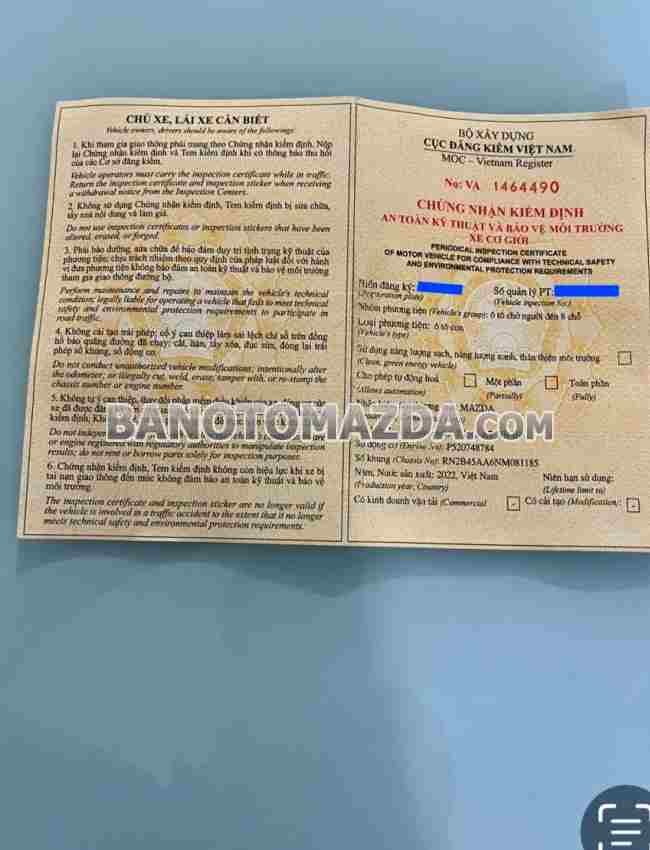 CHỦ XE, LÁI XE CẦN BIẾT
Vehicle owners, drivers should be aware of the followings:
1. Khi tham gia giao thông phải mang theo Chứng nhận kiểm định. Nộp
lại Chứng nhận kiểm định và Tem kiểm định khi có thông báo thu hồi
của các Cơ sở đăng kiểm.
Vehicle operators must carry the inspection certificate while in traffic.
Return the inspection certificate and inspection sticker when receiving
a withdrawal notice from the Inspection Centers.
2. Không sử dụng Chứng nhận kiểm định, Tem kiểm định bị sửa chữa,
tẩy xoá nội dung và làm giả.
Do not use inspection certificates or inspection stickers that have been
altered, erased, or forged.
3. Phải bảo dưỡng, sửa chữa để bảo đảm duy trì tình trạng kỹ thuật của
phương tiện; chịu trách nhiệm theo quy định của pháp luật đối với hành
vi đưa phương tiện không bảo đảm an toàn kỹ thuật và bảo vệ môi trường
tham gia giao thông đường bộ.
Perform maintenance and repairs to maintain the vehicle's technical
condition; legally liable for operating a vehicle that fails to meet technical
safety and environmental protection requirements to participate in
road traffic.
4. Không cải tạo trái phép; cố ý can thiệp làm sai lệch chỉ số trên đồng
hồ báo quãng đường đã chạy; cắt, hàn, tẩy xóa, đục sửa, đóng lại trái
phép số khung, số động cơ.
Do not conduct unauthorized vehicle modifications; intentionally alter
the odometer; or illegally cut, weld, erase, tamper with, or re-stamp the
chassis number or engine number.
5. Không tự ý can thiệp, thay đổi phần mềm điều khiển của
xe đã được
định; Khi
Do not indepen
or engine registered with regulatory authorities to manipulate inspection
results; do not rent or borrow parts solely for inspection purposes.
6. Chứng nhận kiểm định, Tem kiểm định không còn hiệu lực khi xe bị
tai nạn giao thông đến mức không đảm bảo an toàn kỹ thuật và bảo vệ
môi trường.
The inspection certificate and inspection sticker are no longer valid if
the vehicle is involved in a traffic accident to the extent that it no longer
meets technical safety and environmental protection requirements.
BỘ XÂY DỰNG
CỤC ĐĂNG KIỂM VIỆT NAM
MOC – Vietnam Register
No: VA 1464490
CHỨNG NHẬN KIỂM ĐỊNH
AN TOÀN KỸ THUẬT VÀ BẢO VỆ MÔI TRƯỜNG
XE CƠ GIỚI
PERIODICAL INSPECTION CERTIFICATE
OF MOTOR VEHICLE FOR COMPLIANCE WITH TECHNICAL SAFETY
AND ENVIRONMENTAL PROTECTION REQUIREMENTS
Biển đăng ký: Số quản lý PT:
(Registration plate) (Vehicle inspection No:)
Nhóm phương tiện (Vehicle's group): ô tô chở người đến 8 chỗ
Loại phương tiện: ô tô con
(Vehicle's type)
Sử dụng năng lượng sạch, năng lượng xanh, thân thiện môi trường
(Clean, green energy vehicle)
Cho phép tự động hoá Một phần Toàn phần
(Allows automation) (Partially) (Fully)
MAZDA
BANOTOMAZDA.COM
Số động cơ (Engine No): P520748784
Số khung (Chassis No): RN2B45AA6NM081185
Năm, Nước sản xuất: 2022, Việt Nam Niên hạn sử dụng:
(Production year, Country) (Lifetime limit to)
Có kinh doanh vận tải (Commercial - Có cải tạo (Modification): -